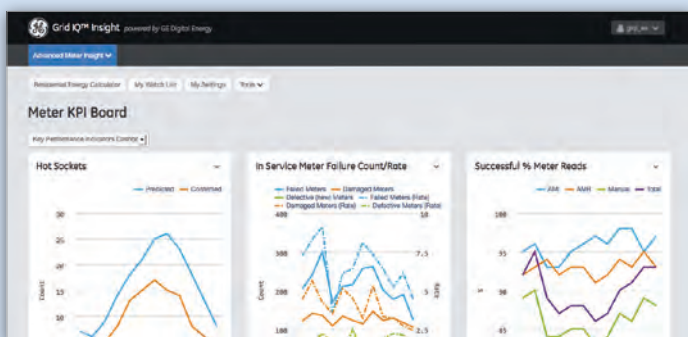 Grid IQ™ Insight powered by GE Digital Energy
grid_iq
Advanced Meter Insight
Residential Energy Calculator My Watch List My Settings Tools
Meter KPI Board
Key Performance Indicators Control
Hot Sockets
Predicted Confirmed
30
25
20
15
10
Count
In Service Meter Failure Count/Rate
Failed Meters Damaged Meters
Defective (New) Meters Failed Meters (Rate)
Damaged Meters (Rate) Defective Meters (Rate)
400 10
300 7.5
200 5
100 2.5
Count
Rate
Successful % Meter Reads
AMI AMR Manual Total
100
95
90
85
%